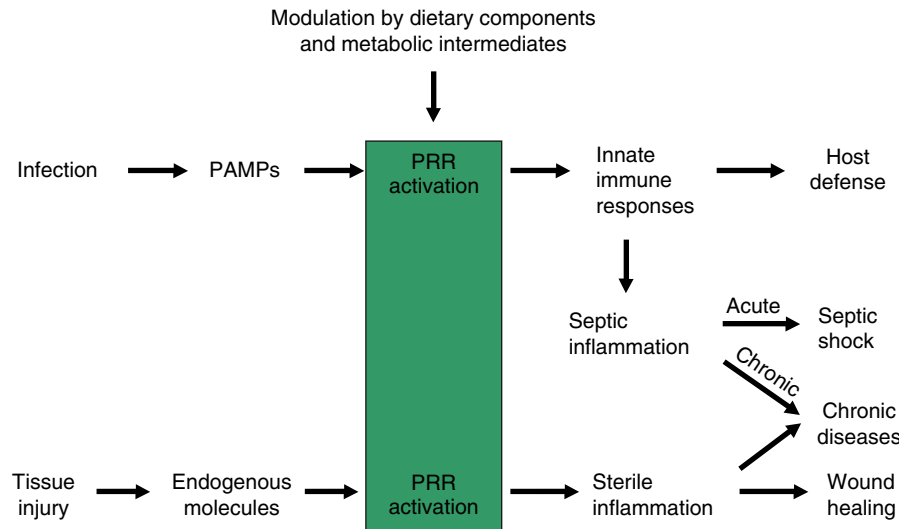 Modulation by dietary components
and metabolic intermediates
Infection
PAMPs
PRR
activation
Innate
immune
responses
Host
defense
Septic
inflammation
Acute
Septic
shock
Chronic
Chronic
diseases
Tissue
injury
Endogenous
molecules
PRR
activation
Sterile
inflammation
Wound
healing